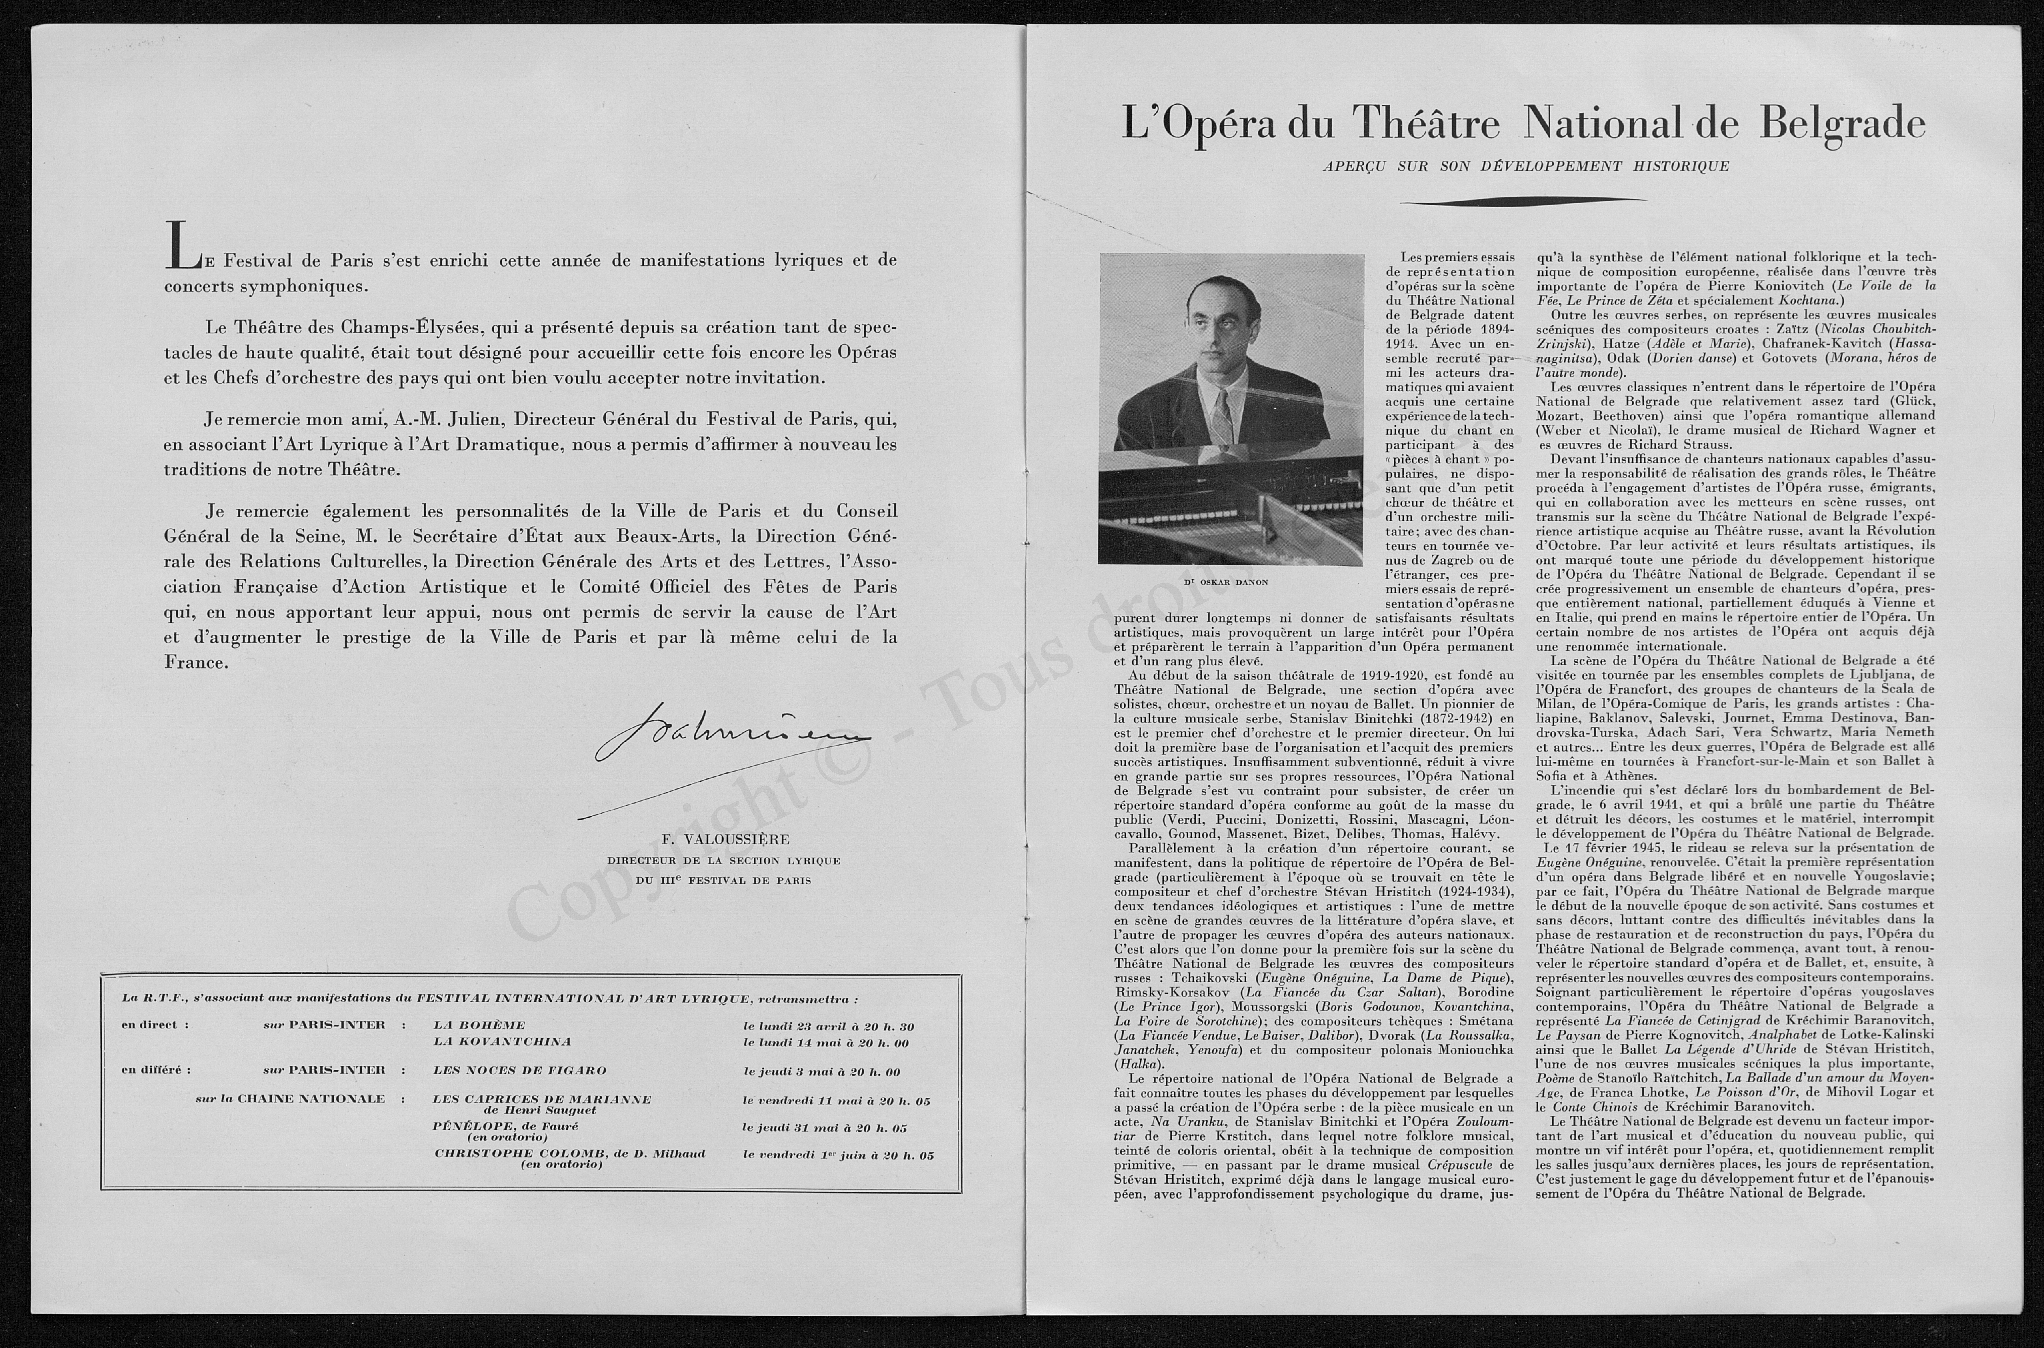 LE Festival de Paris s'est enrichi cette année de manifestations lyriques et de
concerts symphoniques.
Le Théâtre des Champs-Élysées, qui a présenté depuis sa création tant de spec-
tacles de haute qualité, était tout désigné pour accueillir cette fois encore les Opéras
et les Chefs d'orchestre des pays qui ont bien voulu accepter notre invitation.
Je remercie mon ami, A.-M. Julien, Directeur Général du Festival de Paris, qui,
en associant l'Art Lyrique à l'Art Dramatique, nous a permis d'affirmer à nouveau les
traditions de notre Théâtre.
Je remercie également les personnalités de la Ville de Paris et du Conseil
Général de la Seine, M. le Secrétaire d'État aux Beaux-Arts, la Direction Géné-
rale des Relations Culturelles, la Direction Générale des Arts et des Lettres, l'Asso-
ciation Française d'Action Artistique et le Comité Officiel des Fêtes de Paris
qui, en nous apportant leur appui, nous ont permis de servir la cause de l'Art
et d'augmenter le prestige de la Ville de Paris et par là même celui de la
France.
F. VALOUSSIÈRE
DIRECTEUR DE LA SECTION LYRIQUE
DU IIIe FESTIVAL DE PARIS
La R.T.F., s'associant aux manifestations du FESTIVAL INTERNATIONAL D'ART LYRIQUE, retransmettra :
en direct : sur PARIS-INTER : LA BOHÈME le lundi 23 avril à 20 h. 30
LA KOVANTCHINA le lundi 14 mai à 20 h. 00
en différé : sur PARIS-INTER : LES NOCES DE FIGARO le jeudi 3 mai à 20 h. 00
sur la CHAINE NATIONALE : LES CAPRICES DE MARIANNE le vendredi 11 mai à 20 h. 05
de Henri Sauguet
PÉNÉLOPE, de Fauré le jeudi 31 mai à 20 h. 05
(en oratorio)
CHRISTOPHE COLOMB, de D. Milhaud le vendredi 1er juin à 20 h. 05
(en oratorio)
Copyright © - Tous droits
L'Opéra du Théâtre National de Belgrade
APERÇU SUR SON DÉVELOPPEMENT HISTORIQUE
Dr OSKAR DANON
Les premiers essais
de représentation
d'opéras sur la scène
du Théâtre National
de Belgrade datent
de la période 1894-
1914. Avec un en-
semble recruté par-
mi les acteurs dra-
matiques qui avaient
acquis une certaine
expérience de la tech-
nique du chant en
participant à des
« pièces à chant » po-
pulaires, ne dispo-
sant que d'un petit
chœur de théâtre et
d'un orchestre mili-
taire ; avec des chan-
teurs en tournée ve-
nus de Zagreb ou de
l'étranger, ces pre-
miers essais de repré-
sentation d'opéras ne
purent durer longtemps ni donner de satisfaisants résultats
artistiques, mais provoquèrent un large intérêt pour l'Opéra
et préparèrent le terrain à l'apparition d'un Opéra permanent
et d'un rang plus élevé.
Au début de la saison théâtrale de 1919-1920, est fondé au
Théâtre National de Belgrade, une section d'opéra avec
solistes, chœur, orchestre et un noyau de Ballet. Un pionnier de
la culture musicale serbe, Stanislav Binitchki (1872-1942) en
est le premier chef d'orchestre et le premier directeur. On lui
doit la première base de l'organisation et l'acquit des premiers
succès artistiques. Insuffisamment subventionné, réduit à vivre
en grande partie sur ses propres ressources, l'Opéra National
de Belgrade s'est vu contraint pour subsister, de créer un
répertoire standard d'opéra conforme au goût de la masse du
public (Verdi, Puccini, Donizetti, Rossini, Mascagni, Léon-
cavallo, Gounod, Massenet, Bizet, Delibes, Thomas, Halévy.
Parallèlement à la création d'un répertoire courant, se
manifestent, dans la politique de répertoire de l'Opéra de Bel-
grade (particulièrement à l'époque où se trouvait en tête le
compositeur et chef d'orchestre Stévan Hristitch (1924-1934),
deux tendances idéologiques et artistiques : l'une de mettre
en scène de grandes œuvres de la littérature d'opéra slave, et
l'autre de propager les œuvres d'opéra des auteurs nationaux.
C'est alors que l'on donne pour la première fois sur la scène du
Théâtre National de Belgrade les œuvres des compositeurs
russes : Tchaikovski (Eugène Onéguine, La Dame de Pique),
Rimsky-Korsakov (La Fiancée du Czar Saltan), Borodine
(Le Prince Igor), Moussorgski (Boris Godounov, Kovantchina,
La Foire de Sorotchine) ; des compositeurs tchèques : Smétana
(La Fiancée Vendue, Le Baiser, Dalibor), Dvorak (La Roussalka,
Janatchek, Yenoufa) et du compositeur polonais Moniouchka
(Halka).
Le répertoire national de l'Opéra National de Belgrade a
fait connaître toutes les phases du développement par lesquelles
a passé la création de l'Opéra serbe : de la pièce musicale en un
acte, Na Uranku, de Stanislav Binitchki et l'Opéra Zouloum-
tiar de Pierre Krstitch, dans lequel notre folklore musical,
teinté de coloris oriental, obéit à la technique de composition
primitive, — en passant par le drame musical Crépuscule de
Stévan Hristitch, exprimé déjà dans le langage musical euro-
péen, avec l'approfondissement psychologique du drame, jus-
qu'à la synthèse de l'élément national folklorique et la tech-
nique de composition européenne, réalisée dans l'œuvre très
importante de l'opéra de Pierre Koniovitch (Le Voile de la
Fée, Le Prince de Zéta et spécialement Kochtana.)
Outre les œuvres serbes, on représente les œuvres musicales
scéniques des compositeurs croates : Zaïtz (Nicolas Choubitch-
Zrinjski), Hatze (Adèle et Marie), Chafranek-Kavitch (Hassa-
naginitsa), Odak (Dorien danse) et Gotovets (Morana, héros de
l'autre monde).
Les œuvres classiques n'entrent dans le répertoire de l'Opéra
National de Belgrade que relativement assez tard (Glück,
Mozart, Beethoven) ainsi que l'opéra romantique allemand
(Weber et Nicolaï), le drame musical de Richard Wagner et
es œuvres de Richard Strauss.
Devant l'insuffisance de chanteurs nationaux capables d'assu-
mer la responsabilité de réalisation des grands rôles, le Théâtre
procéda à l'engagement d'artistes de l'Opéra russe, émigrants,
qui en collaboration avec les metteurs en scène russes, ont
transmis sur la scène du Théâtre National de Belgrade l'expé-
rience artistique acquise au Théâtre russe, avant la Révolution
d'Octobre. Par leur activité et leurs résultats artistiques, ils
ont marqué toute une période du développement historique
de l'Opéra du Théâtre National de Belgrade. Cependant il se
crée progressivement un ensemble de chanteurs d'opéra, pres-
que entièrement national, partiellement éduqués à Vienne et
en Italie, qui prend en mains le répertoire entier de l'Opéra. Un
certain nombre de nos artistes de l'Opéra ont acquis déjà
une renommée internationale.
La scène de l'Opéra du Théâtre National de Belgrade a été
visitée en tournée par les ensembles complets de Ljubljana, de
l'Opéra de Francfort, des groupes de chanteurs de la Scala de
Milan, de l'Opéra-Comique de Paris, les grands artistes : Cha-
liapine, Baklanov, Salevski, Journet, Emma Destinova, Ban-
drovska-Turska, Adach Sari, Vera Schwartz, Maria Nemeth
et autres... Entre les deux guerres, l'Opéra de Belgrade est allé
lui-même en tournées à Francfort-sur-le-Main et son Ballet à
Sofia et à Athènes.
L'incendie qui s'est déclaré lors du bombardement de Bel-
grade, le 6 avril 1941, et qui a brûlé une partie du Théâtre
et détruit les décors, les costumes et le matériel, interrompit
le développement de l'Opéra du Théâtre National de Belgrade.
Le 17 février 1945, le rideau se releva sur la présentation de
Eugène Onéguine, renouvelée. C'était la première représentation
d'un opéra dans Belgrade libéré et en nouvelle Yougoslavie ;
par ce fait, l'Opéra du Théâtre National de Belgrade marque
le début de la nouvelle époque de son activité. Sans costumes et
sans décors, luttant contre des difficultés inévitables dans la
phase de restauration et de reconstruction du pays, l'Opéra du
Théâtre National de Belgrade commença, avant tout, à renou-
veler le répertoire standard d'opéra et de Ballet, et, ensuite, à
représenter les nouvelles œuvres des compositeurs contemporains.
Soignant particulièrement le répertoire d'opéras yougoslaves
contemporains, l'Opéra du Théâtre National de Belgrade a
représenté La Fiancée de Cetinjgrad de Kréchimir Baranovitch,
Le Paysan de Pierre Kognovitch, Analphabet de Lotke-Kalinski
ainsi que le Ballet La Légende d'Uhride de Stévan Hristitch,
l'une de nos œuvres musicales scéniques la plus importante,
Poème de Stanoïlo Raïtchitch, La Ballade d'un amour du Moyen-
Age, de Franca Lhotke, Le Poisson d'Or, de Mihovil Logar et
le Conte Chinois de Kréchimir Baranovitch.
Le Théâtre National de Belgrade est devenu un facteur impor-
tant de l'art musical et d'éducation du nouveau public, qui
montre un vif intérêt pour l'opéra, et, quotidiennement remplit
les salles jusqu'aux dernières places, les jours de représentation.
C'est justement le gage du développement futur et de l'épanouis-
sement de l'Opéra du Théâtre National de Belgrade.